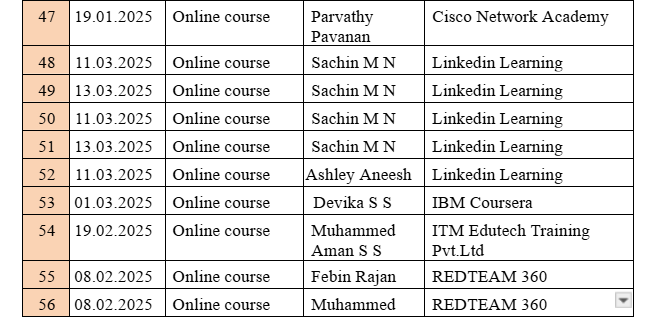 47 19.01.2025 Online course Parvathy Cisco Network Academy
Pavanan
48 11.03.2025 Online course Sachin M N Linkedin Learning
49 13.03.2025 Online course Sachin M N Linkedin Learning
50 11.03.2025 Online course Sachin M N Linkedin Learning
51 13.03.2025 Online course Sachin M N Linkedin Learning
52 11.03.2025 Online course Ashley Aneesh Linkedin Learning
53 01.03.2025 Online course Devika S S IBM Coursera
54 19.02.2025 Online course Muhammed ITM Edutech Training
Aman S S Pvt.Ltd
55 08.02.2025 Online course Febin Rajan REDTEAM 360
56 08.02.2025 Online course Muhammed REDTEAM 360